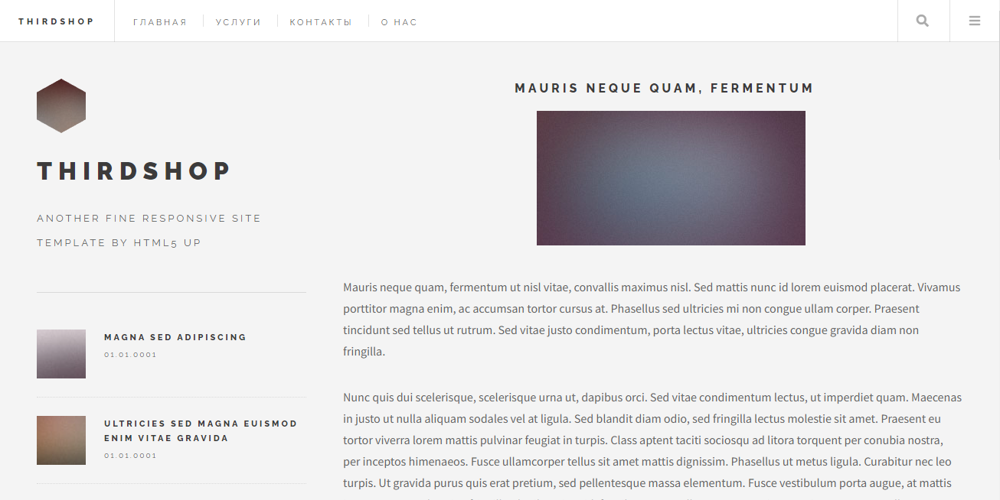 THIRDSHOP
ГЛАВНАЯ
УСЛУГИ
КОНТАКТЫ
О НАС
THIRDSHOP
ANOTHER FINE RESPONSIVE SITE
TEMPLATE BY HTML5 UP
MAGNA SED ADIPISCING
01.01.0001
ULTRICIES SED MAGNA EUISMOD
ENIM VITAE GRAVIDA
01.01.0001
MAURIS NEQUE QUAM, FERMENTUM
Mauris neque quam, fermentum ut nisl vitae, convallis maximus nisl. Sed mattis nunc id lorem euismod placerat. Vivamus
porttitor magna enim, ac accumsan tortor cursus at. Phasellus sed ultricies mi non congue ullam corper. Praesent
tincidunt sed tellus ut rutrum. Sed vitae justo condimentum, porta lectus vitae, ultricies congue gravida diam non
fringilla.
Nunc quis dui scelerisque, scelerisque urna ut, dapibus orci. Sed vitae condimentum lectus, ut imperdiet quam. Maecenas
in justo ut nulla aliquam sodales vel at ligula. Sed blandit diam odio, sed fringilla lectus molestie sit amet. Praesent eu
tortor viverra lorem mattis pulvinar feugiat in turpis. Class aptent taciti sociosqu ad litora torquent per conubia nostra,
per inceptos himenaeos. Fusce ullamcorper tellus sit amet mattis dignissim. Phasellus ut metus ligula. Curabitur nec leo
turpis. Ut gravida purus quis erat pretium, sed pellentesque massa elementum. Fusce vestibulum porta augue, at mattis